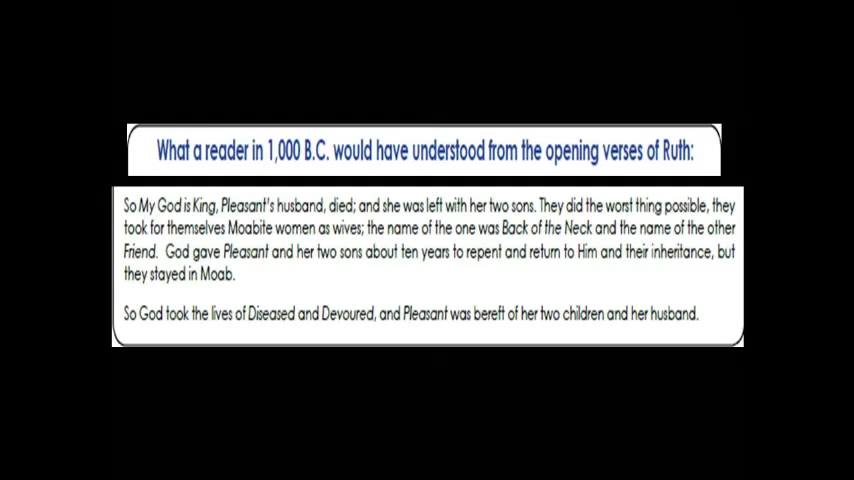 What a reader in 1,000 B.C. would have understood from the opening verses of Ruth:
So My God is King, Pleasant's husband, died; and she was left with her two sons. They did the worst thing possible, they
took for themselves Moabite women as wives; the name of the one was Back of the Neck and the name of the other
Friend. God gave Pleasant and her two sons about ten years to repent and return to Him and their inheritance, but
they stayed in Moab.
So God took the lives of Diseased and Devoured, and Pleasant was bereft of her two children and her husband.